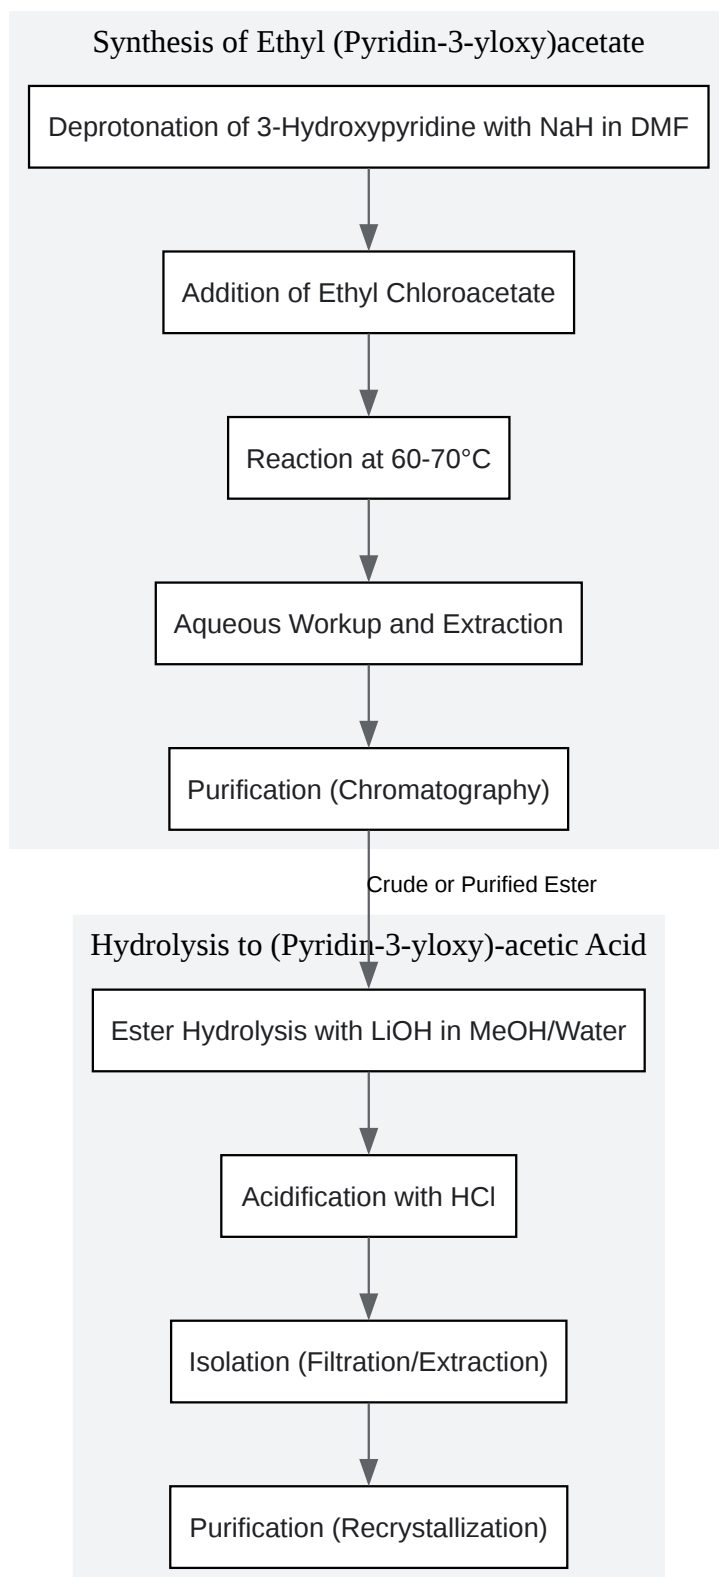 Synthesis of Ethyl (Pyridin-3-yloxy)acetate
Deprotonation of 3-Hydroxypyridine with NaH in DMF
Addition of Ethyl Chloroacetate
Reaction at 60-70°C
Aqueous Workup and Extraction
Purification (Chromatography)
Crude or Purified Ester
Hydrolysis to (Pyridin-3-yloxy)-acetic Acid
Ester Hydrolysis with LiOH in MeOH/Water
Acidification with HCl
Isolation (Filtration/Extraction)
Purification (Recrystallization)